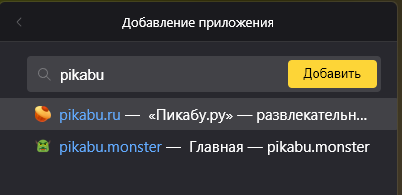 Добавление приложения
pikabu
Добавить
pikabu.ru — «Пикабу.ру» — развлекательн...
pikabu.monster — Главная — pikabu.monster